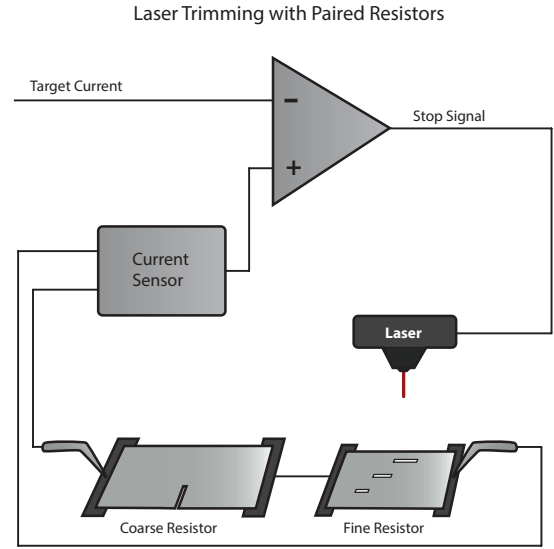 Laser Trimming with Paired Resistors
Target Current
−
Stop Signal
+
Current
Sensor
Laser
Coarse Resistor
Fine Resistor